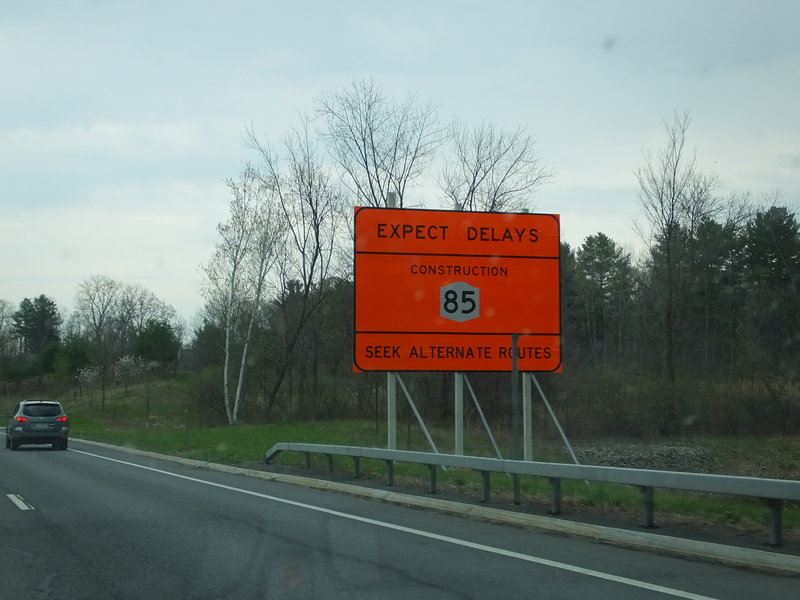 EXPECT DELAYS
CONSTRUCTION
85
SEEK ALTERNATE ROUTES